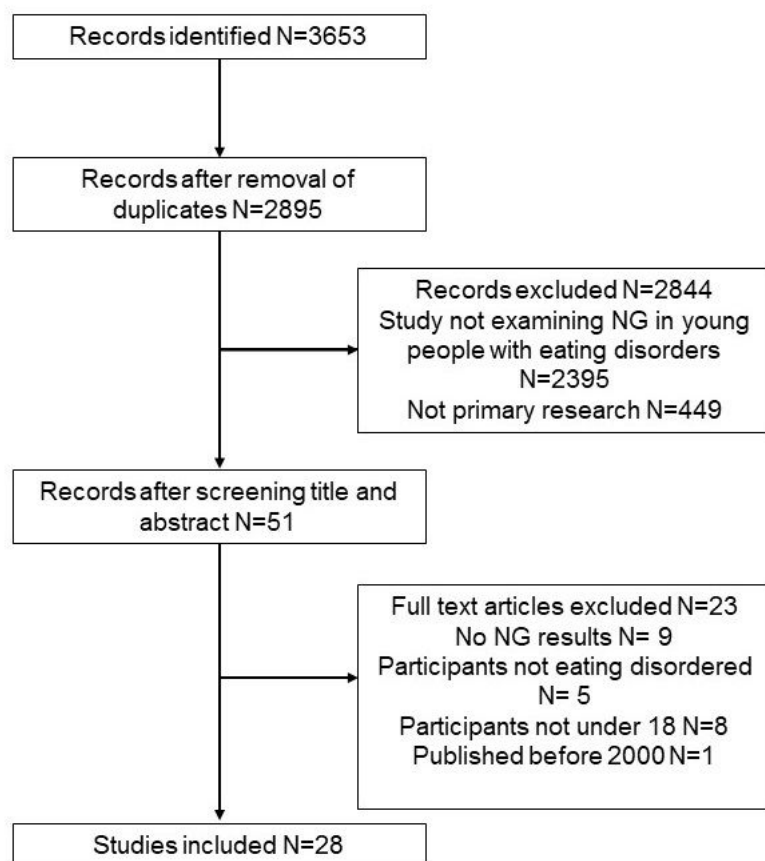 Records identified N=3653
Records after removal of
duplicates N=2895
Records excluded N=2844
Study not examining NG in young
people with eating disorders
N=2395
Not primary research N=449
Records after screening title and
abstract N=51
Full text articles excluded N=23
No NG results N= 9
Participants not eating disordered
N= 5
Participants not under 18 N=8
Published before 2000 N=1
Studies included N=28